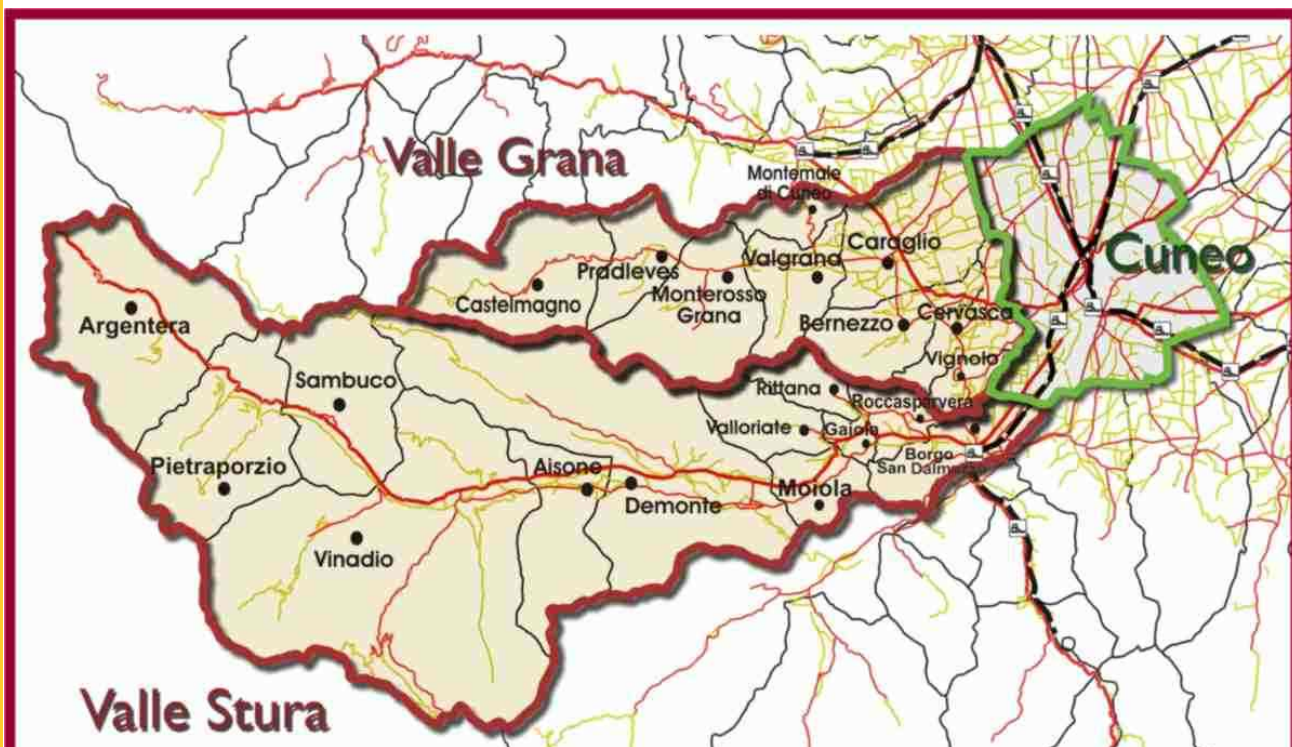 Valle Grana
Montemale
di Cuneo
Caraglio
Cuneo
Pradleves
Valgrana
Castelmagno
Monterosso
Grana
Argentera
Bernezzo
Cervasca
Vignolo
Sambuco
Rittana
Roccasparvera
Valloriate
Gaiola
Pietraporzio
Aisone
Borgo
San Dalmazzo
Moiola
Demonte
Vinadio
Valle Stura